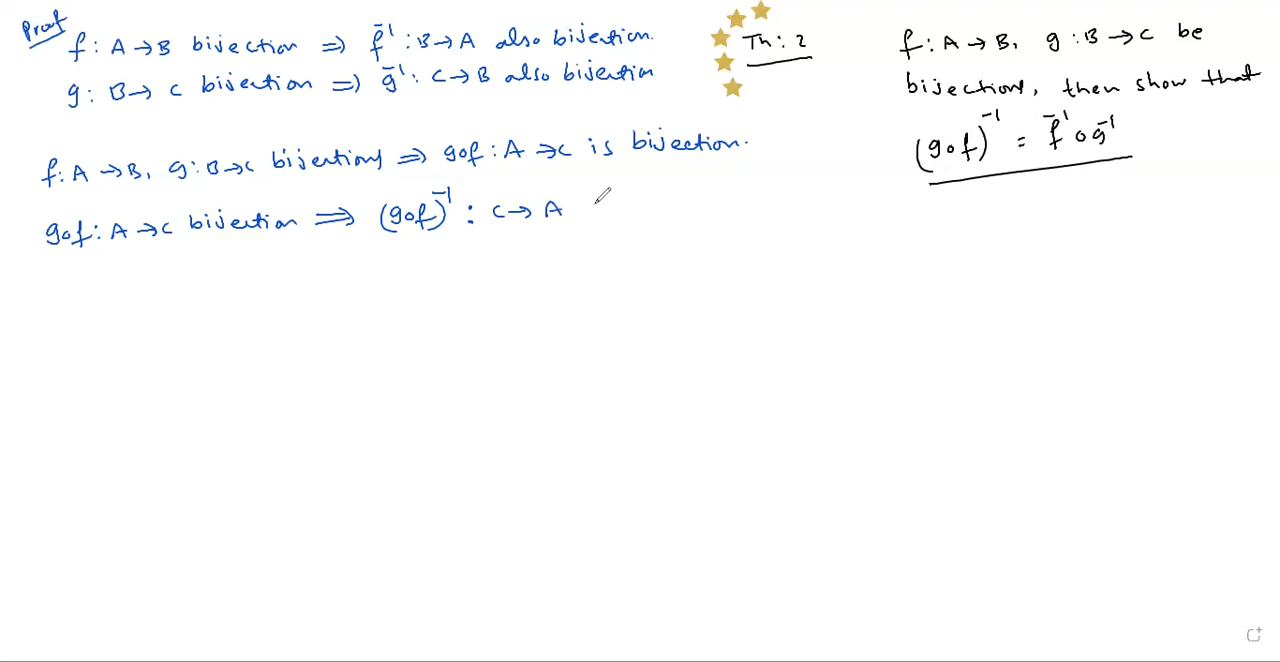 Proof
f : A → B bijection ⇒ f⁻¹ : B → A also bijection.
g : B → C bijection ⇒ g⁻¹ : C → B also bijection
f : A → B, g : B → C bijections ⇒ gof : A → C is bijection.
gof : A → C bijection ⇒ (gof)⁻¹ : C → A
Th : 2
f : A → B, g : B → C be
bijections, then show that
(gof)⁻¹ = f⁻¹og⁻¹